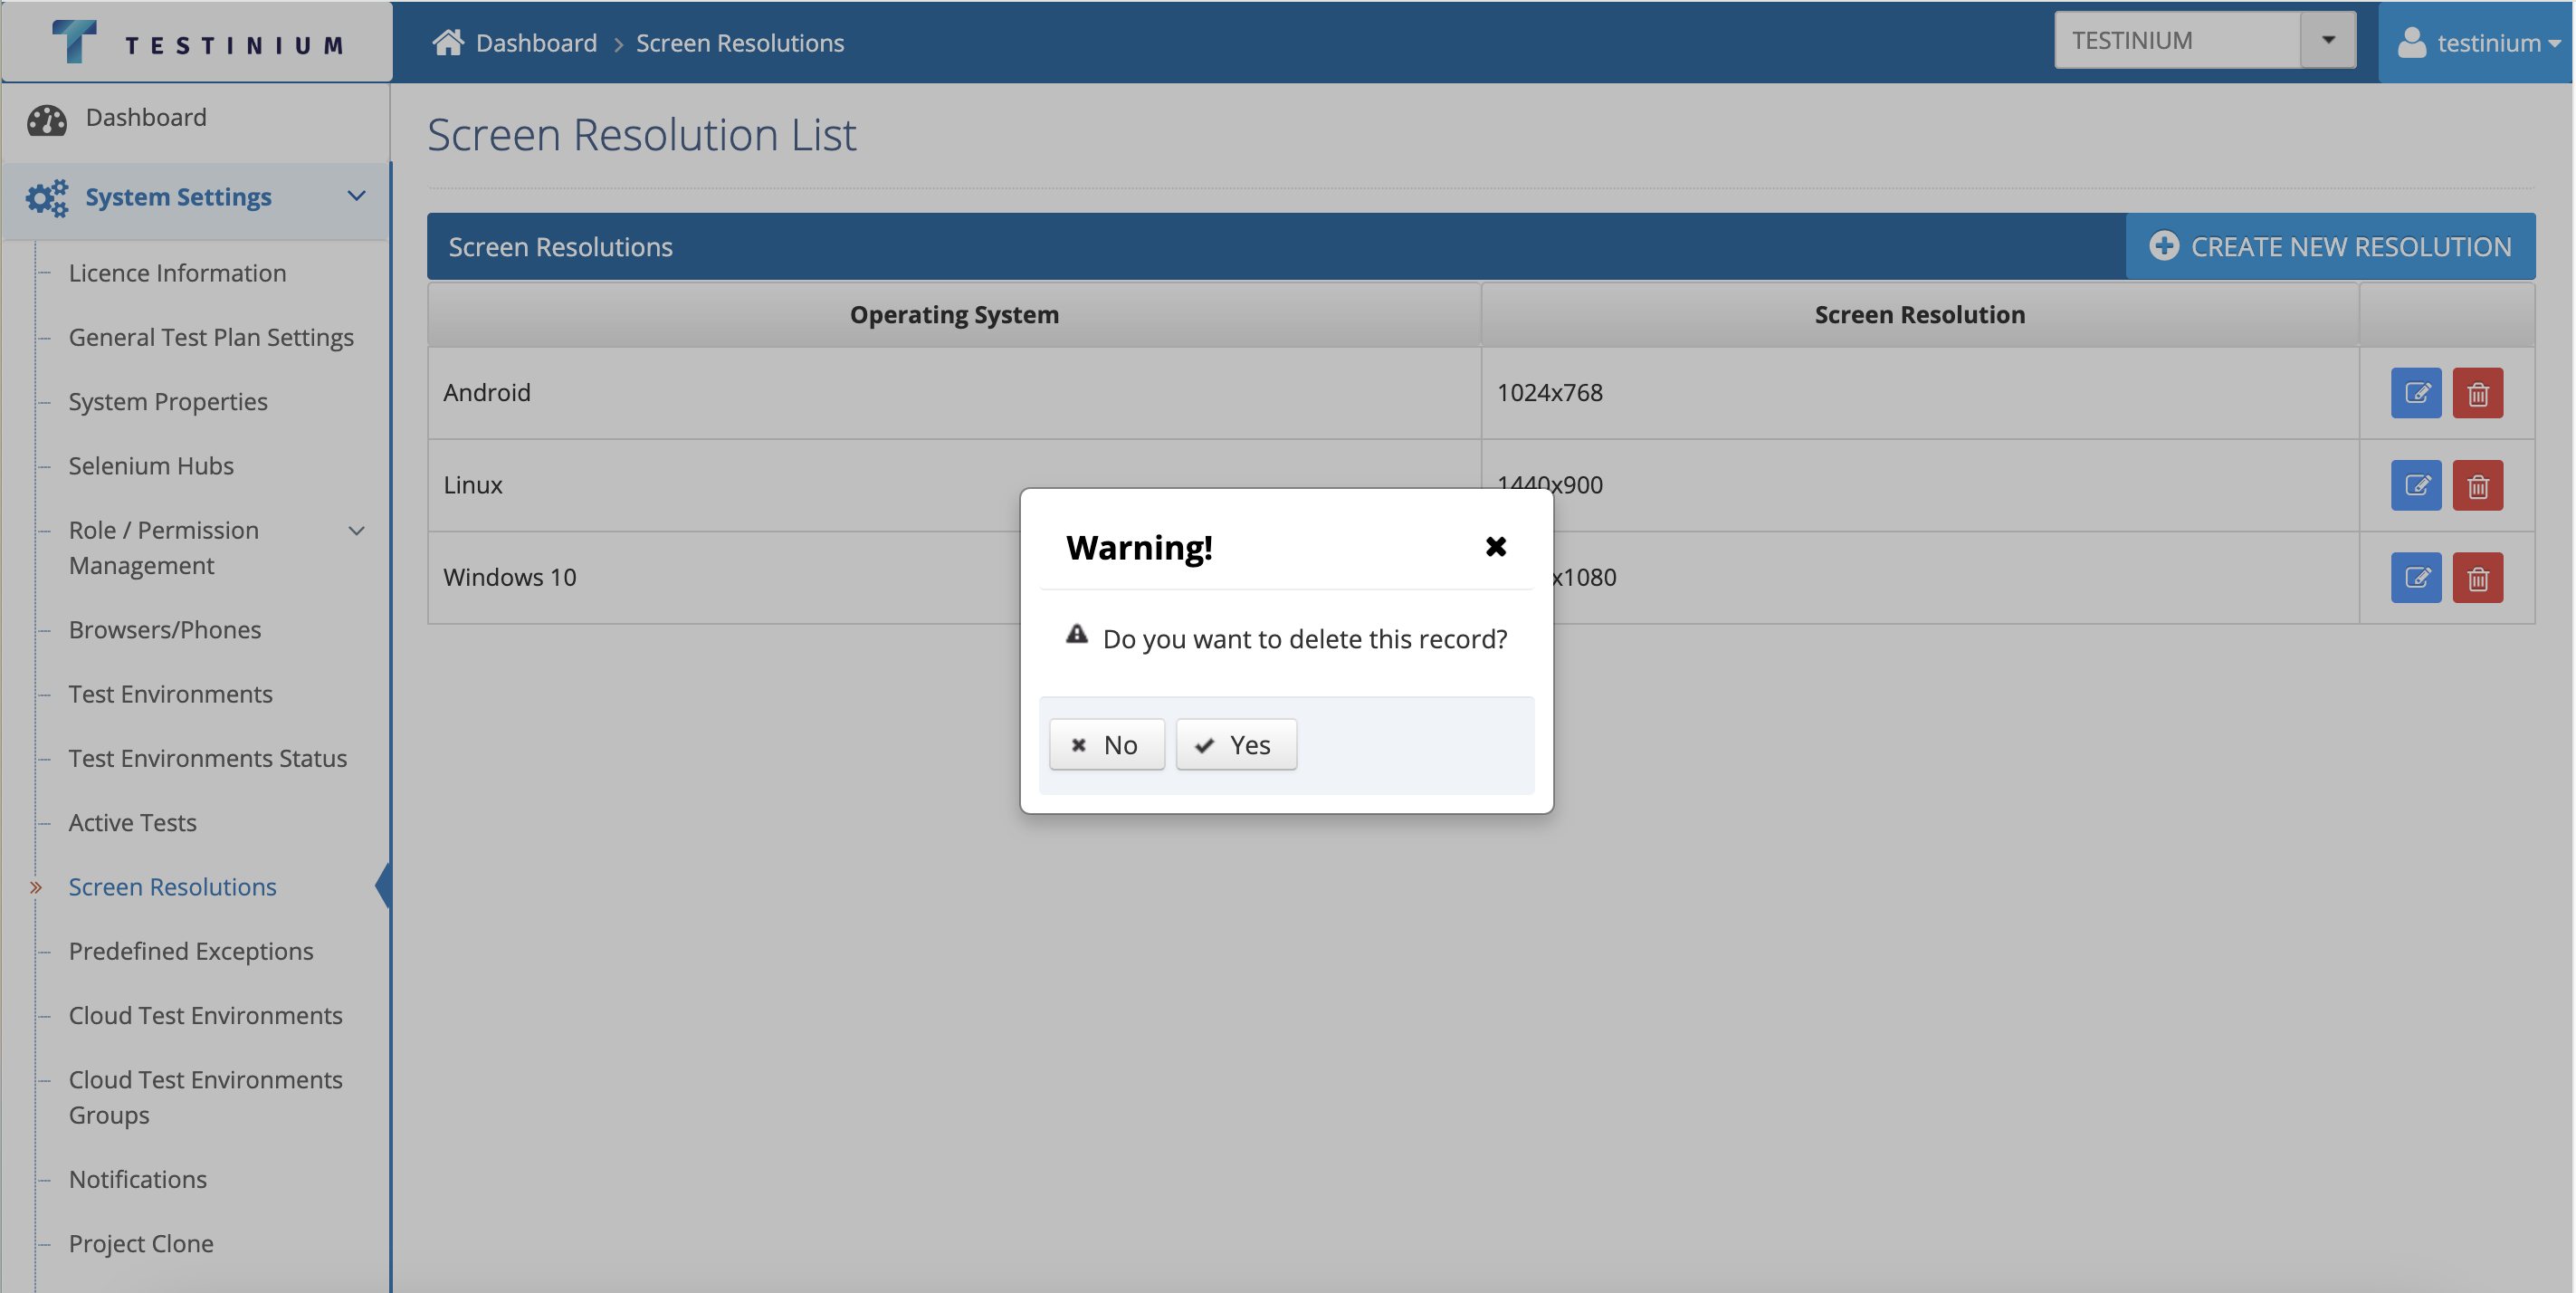 TESTINIUM
Dashboard
Screen Resolutions
TESTINIUM
testinium
Dashboard
System Settings
Licence Information
General Test Plan Settings
System Properties
Selenium Hubs
Role / Permission
Management
Browsers/Phones
Test Environments
Test Environments Status
Active Tests
Screen Resolutions
Predefined Exceptions
Cloud Test Environments
Cloud Test Environments
Groups
Notifications
Project Clone
Screen Resolution List
Screen Resolutions
CREATE NEW RESOLUTION
Operating System
Screen Resolution
Android
1024x768
Linux
1440x900
Windows 10
x1080
Warning!
Do you want to delete this record?
No
Yes